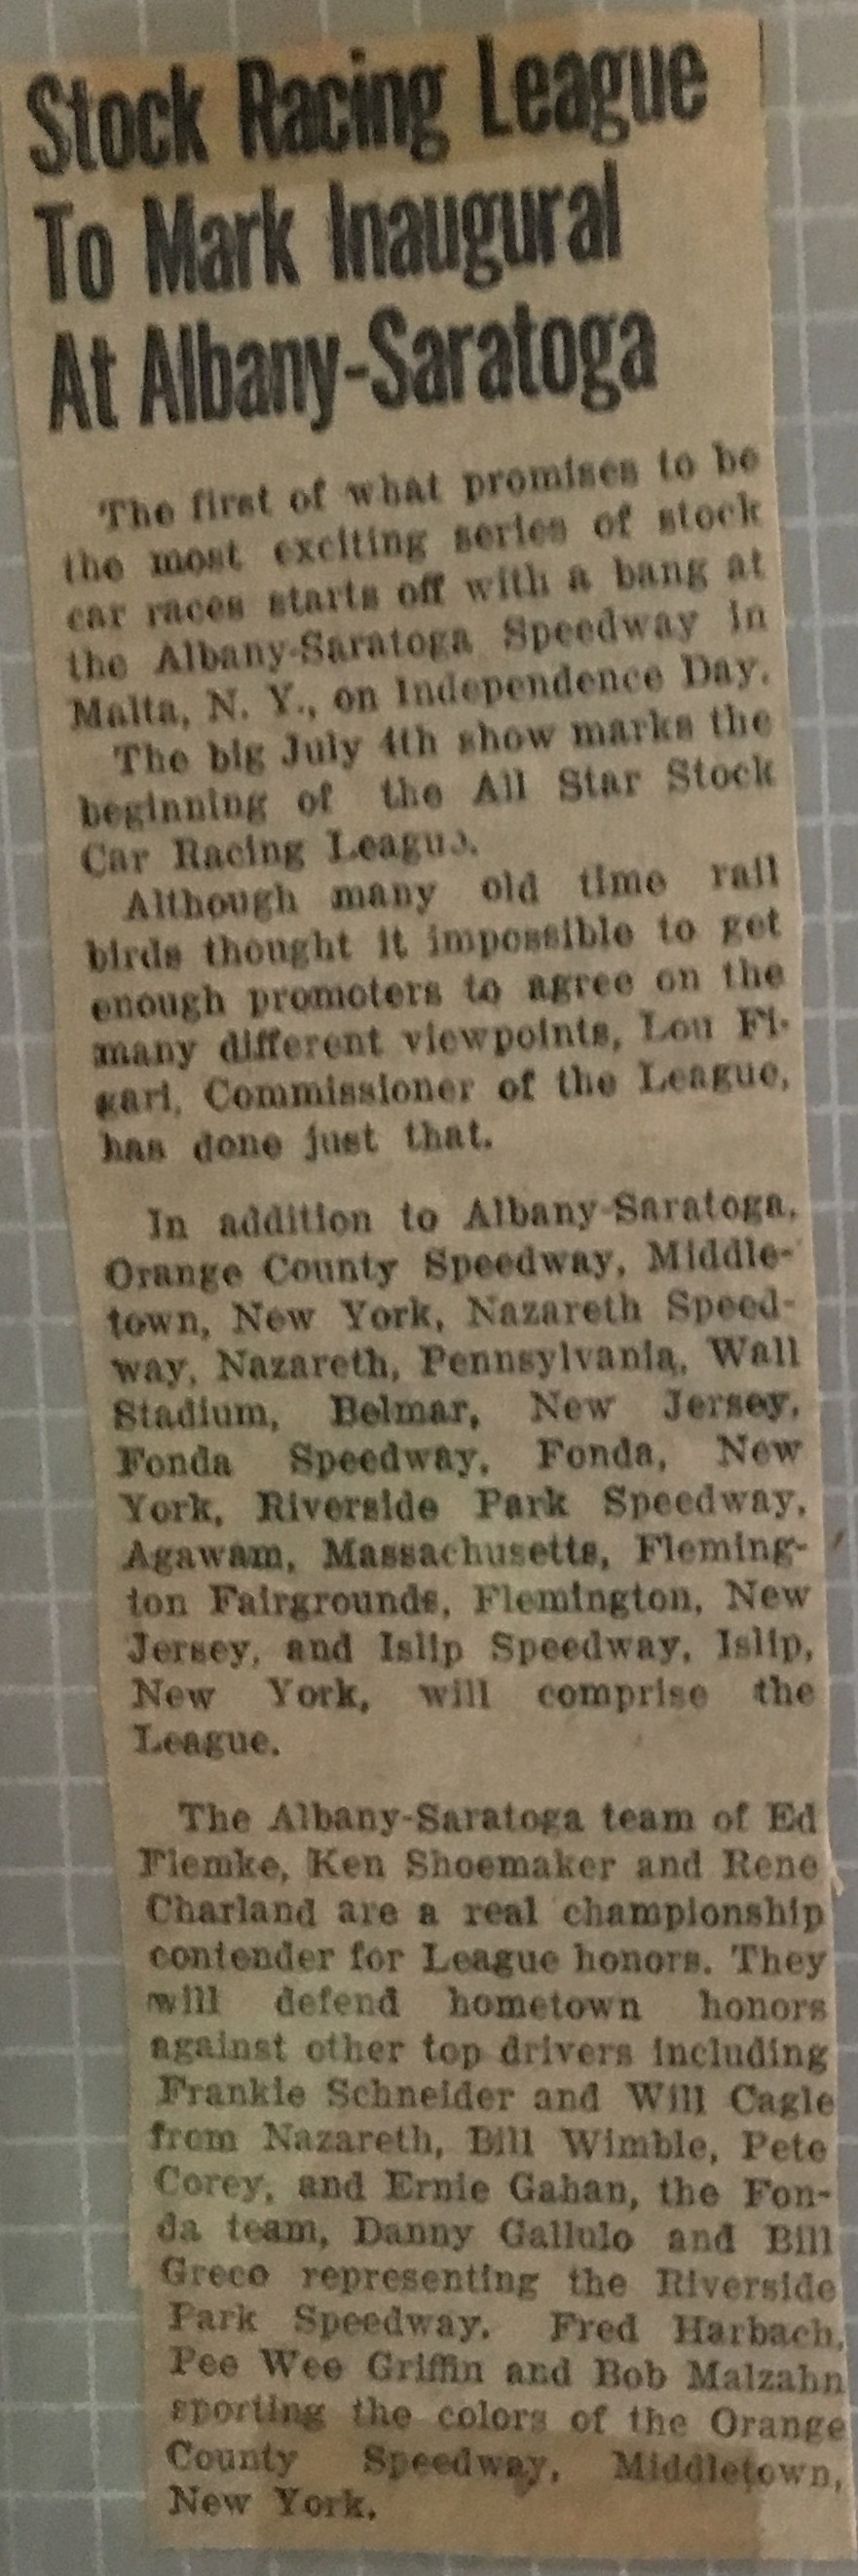 Stock Racing League
To Mark Inaugural
At Albany-Saratoga
The first of what promises to be
the most exciting series of stock
car races starts off with a bang at
the Albany-Saratoga Speedway in
Malta, N. Y., on Independence Day.
The big July 4th show marks the
beginning of the All Star Stock
Car Racing League.
Although many old time rail
birds thought it impossible to get
enough promoters to agree on the
many different viewpoints, Lou Fi-
gari, Commissioner of the League,
has done just that.
In addition to Albany-Saratoga,
Orange County Speedway, Middle-
town, New York, Nazareth Speed-
way, Nazareth, Pennsylvania, Wall
Stadium, Belmar, New Jersey,
Fonda Speedway, Fonda, New
York, Riverside Park Speedway,
Agawam, Massachusetts, Fleming-
ton Fairgrounds, Flemington, New
Jersey, and Islip Speedway, Islip,
New York, will comprise the
League.
The Albany-Saratoga team of Ed
Flemke, Ken Shoemaker and Rene
Charland are a real championship
contender for League honors. They
will defend hometown honors
against other top drivers including
Frankie Schneider and Will Cagle
from Nazareth, Bill Wimble, Pete
Corey, and Ernie Gahan, the Fon-
da team, Danny Gallulo and Bill
Greco representing the Riverside
Park Speedway. Fred Harbach,
Pee Wee Griffin and Bob Malzahn
sporting the colors of the Orange
County Speedway, Middletown,
New York.